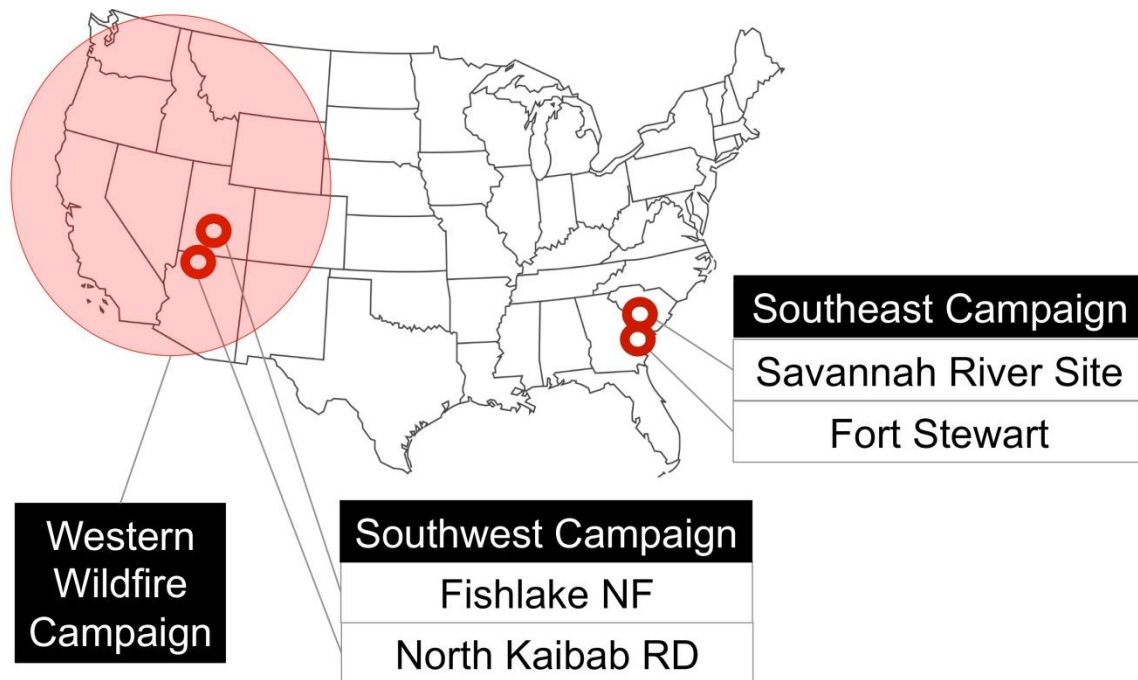 Southeast Campaign
Savannah River Site
Fort Stewart
Western
Wildfire
Campaign
Southwest Campaign
Fishlake NF
North Kaibab RD